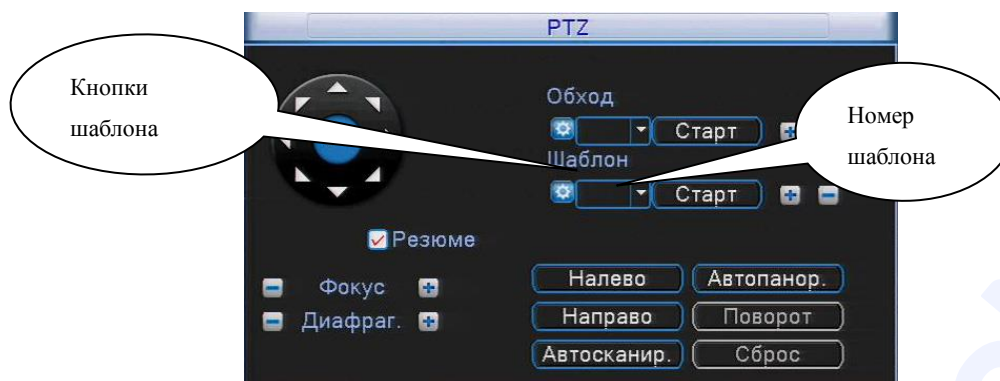 PTZ
Кнопки
шаблона
Обход
Старт
Номер
шаблона
Шаблон
Старт
Резюме
Фокус
Диафраг.
Налево
Автопанор.
Направо
Поворот
Автосканир.
Сброс